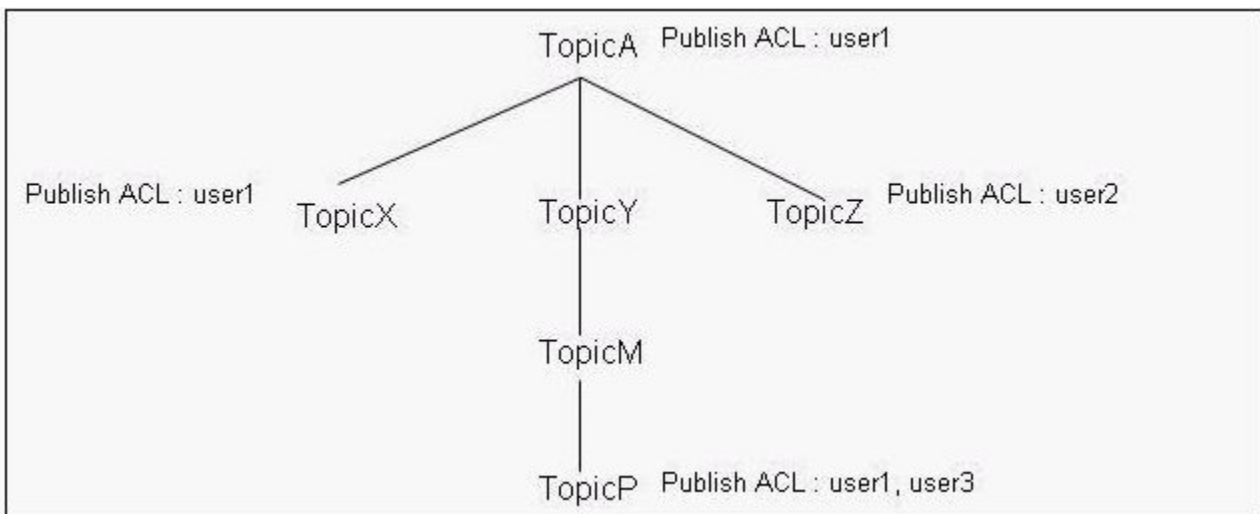 TopicA Publish ACL : user1
Publish ACL : user1 TopicX TopicY TopicZ Publish ACL : user2
TopicM
TopicP Publish ACL : user1, user3